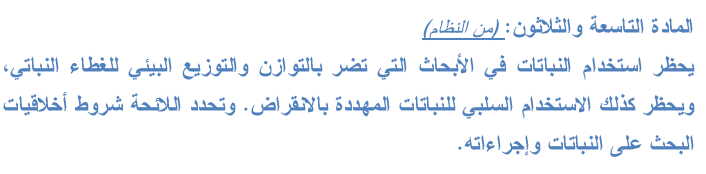 المادة التاسعة والثلاثون: (من النظام)
يحظر استخدام النباتات في الأبحاث التي تضر بالتوازن والتوزيع البيئي للغطاء النباتي،
ويحظر كذلك الاستخدام السلبي للنباتات المهددة بالانقراض. وتحدد اللائحة شروط أخلاقيات
البحث على النباتات وإجراءاته.